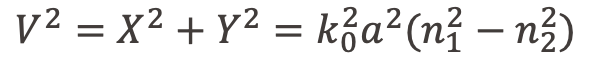 V² = X² + Y² = k₀²a²(n₁² − n₂²)